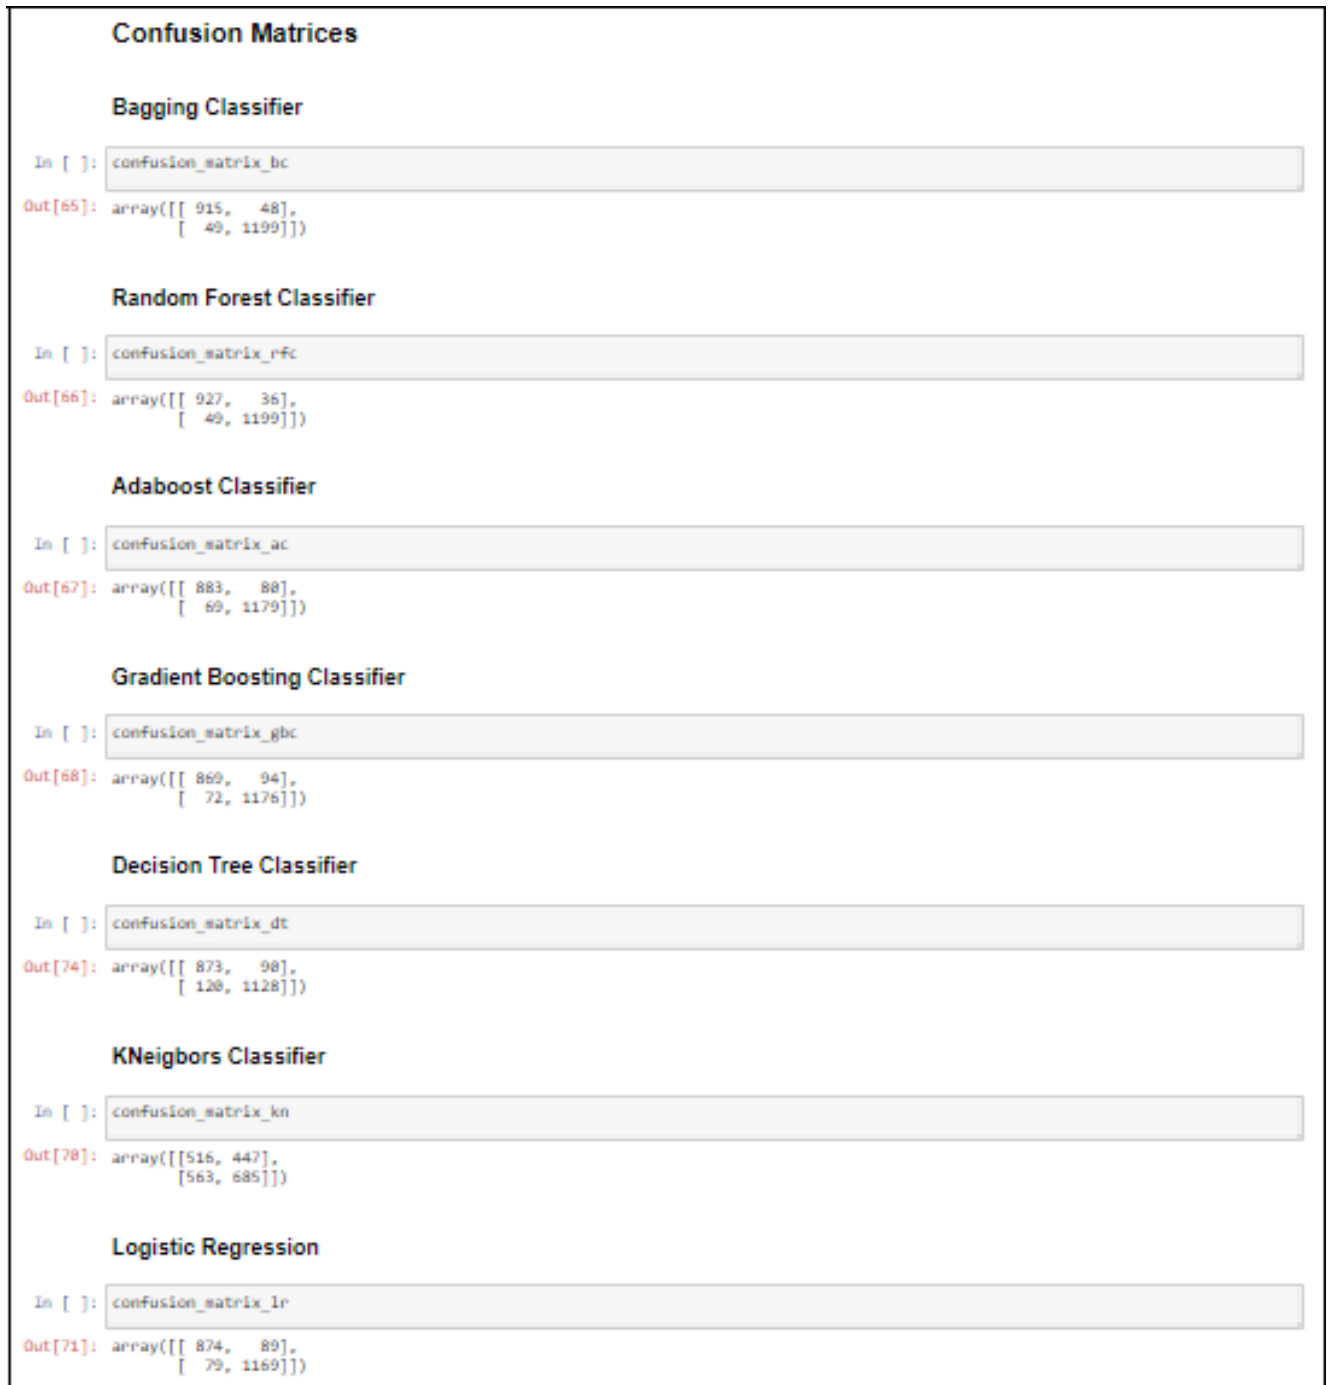 Confusion Matrices
Bagging Classifier
In [ ]: confusion_matrix_bc
Out[65]: array([[ 915, 48],
[ 49, 1199]])
Random Forest Classifier
In [ ]: confusion_matrix_rfc
Out[66]: array([[ 927, 36],
[ 49, 1199]])
Adaboost Classifier
In [ ]: confusion_matrix_ac
Out[67]: array([[ 883, 80],
[ 69, 1179]])
Gradient Boosting Classifier
In [ ]: confusion_matrix_gbc
Out[68]: array([[ 869, 94],
[ 72, 1176]])
Decision Tree Classifier
In [ ]: confusion_matrix_dt
Out[74]: array([[ 873, 90],
[ 120, 1128]])
KNeigbors Classifier
In [ ]: confusion_matrix_kn
Out[70]: array([[516, 447],
[563, 685]])
Logistic Regression
In [ ]: confusion_matrix_lr
Out[71]: array([[ 874, 89],
[ 79, 1169]])